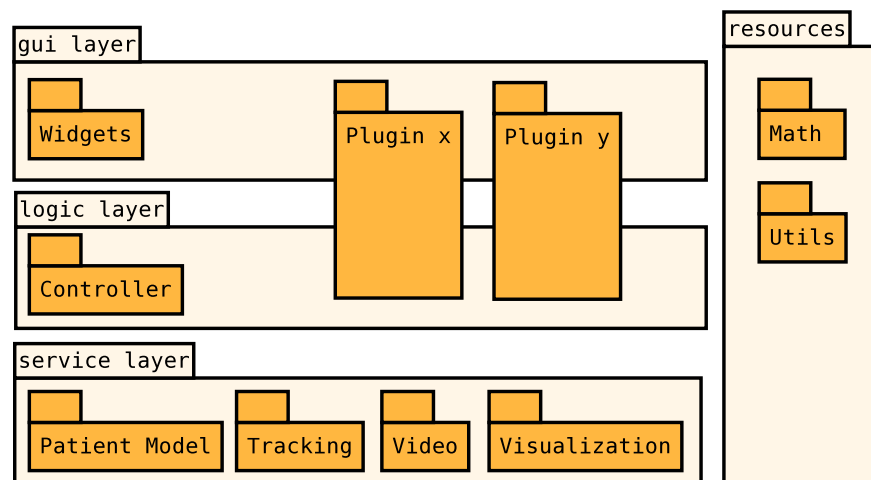 gui layer
Widgets
Plugin x
Plugin y
logic layer
Controller
service layer
Patient Model
Tracking
Video
Visualization
resources
Math
Utils